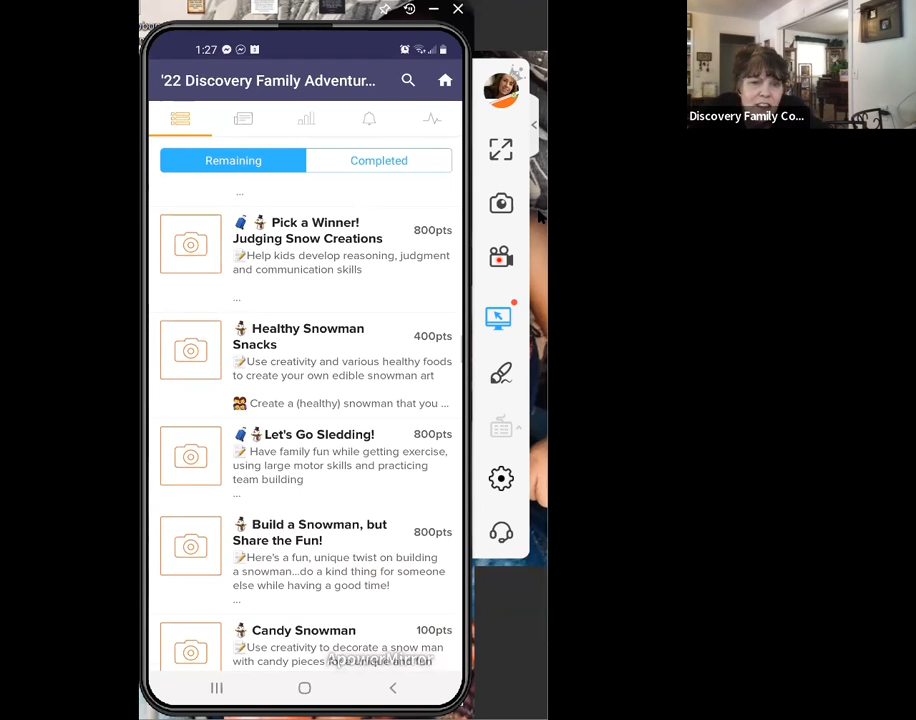 1:27
'22 Discovery Family Adventur...
Remaining
Completed
...
Pick a Winner!
Judging Snow Creations
800pts
Help kids develop reasoning, judgment
and communication skills
...
Healthy Snowman
Snacks
400pts
Use creativity and various healthy foods
to create your own edible snowman art
Create a (healthy) snowman that you ...
Let's Go Sledding!
800pts
Have family fun while getting exercise,
using large motor skills and practicing
team building
...
Build a Snowman, but
Share the Fun!
800pts
Here's a fun, unique twist on building
a snowman...do a kind thing for someone
else while having a good time!
...
Candy Snowman
100pts
Use creativity to decorate a snow man
with candy pieces for a unique and fun
ApowerMirror
Discovery Family Co...